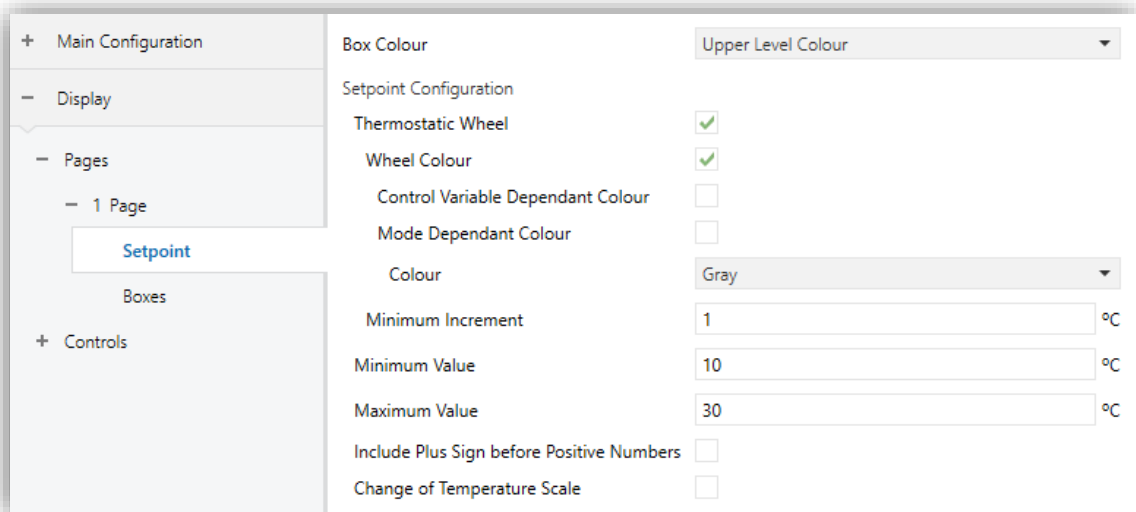 + Main Configuration
− Display
− Pages
− 1 Page
Setpoint
Boxes
+ Controls
Box Colour Upper Level Colour
Setpoint Configuration
Thermostatic Wheel
Wheel Colour
Control Variable Dependant Colour
Mode Dependant Colour
Colour Gray
Minimum Increment 1 ºC
Minimum Value 10 ºC
Maximum Value 30 ºC
Include Plus Sign before Positive Numbers
Change of Temperature Scale